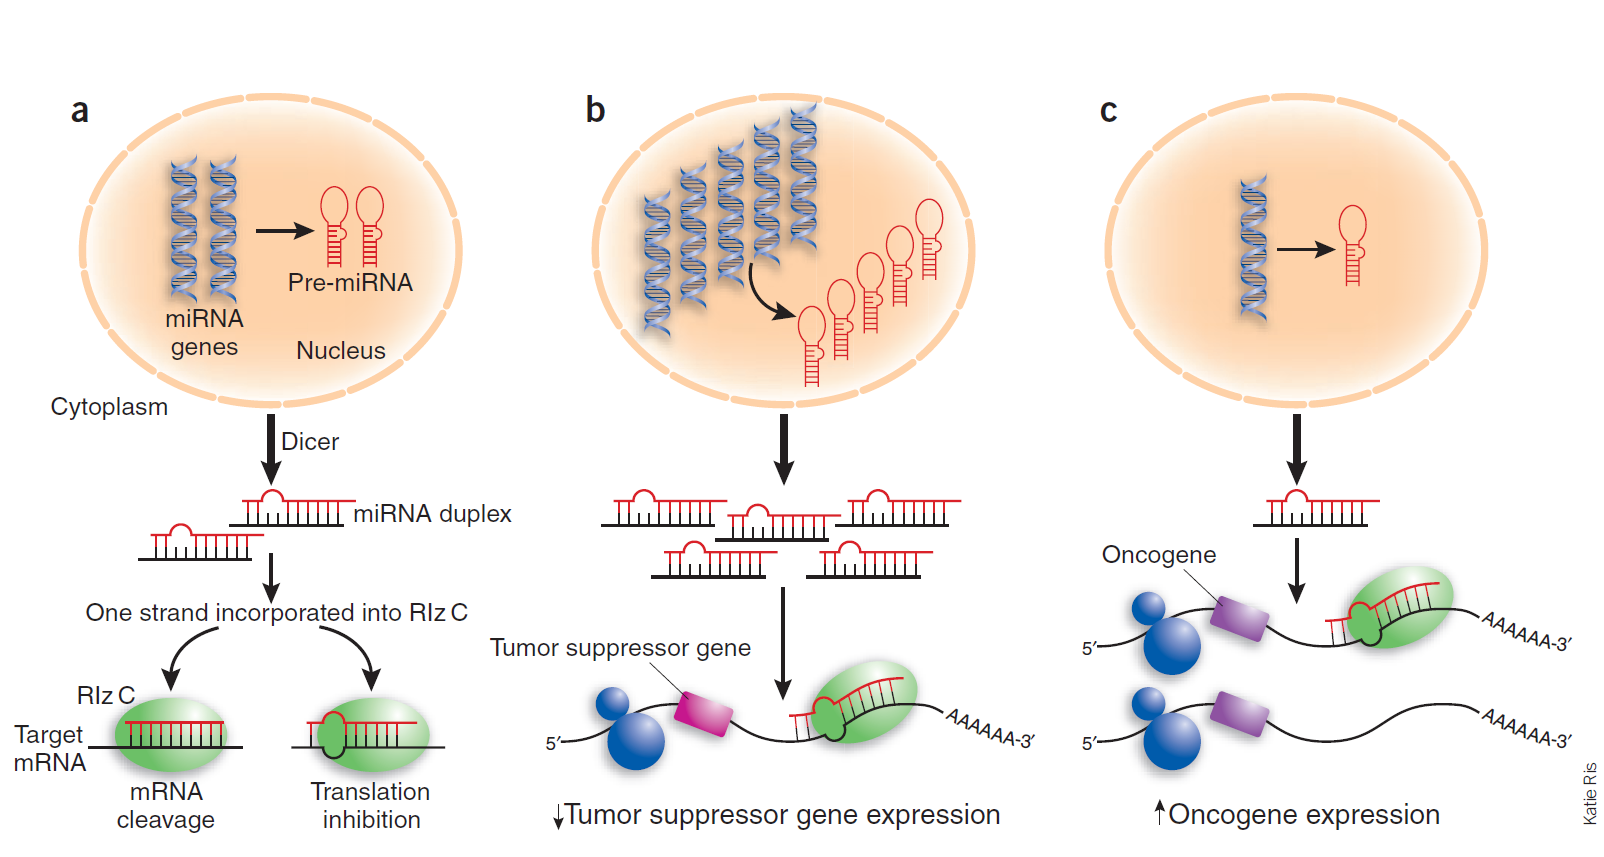 a
miRNA
genes
Pre-miRNA
Nucleus
Cytoplasm
Dicer
miRNA duplex
One strand incorporated into RIz C
RIz C
Target
mRNA
mRNA
cleavage
Translation
inhibition
b
Tumor suppressor gene
5′
AAAAAA-3′
↓Tumor suppressor gene expression
c
Oncogene
5′
AAAAAA-3′
5′
AAAAAA-3′
↑Oncogene expression
Katie Ris